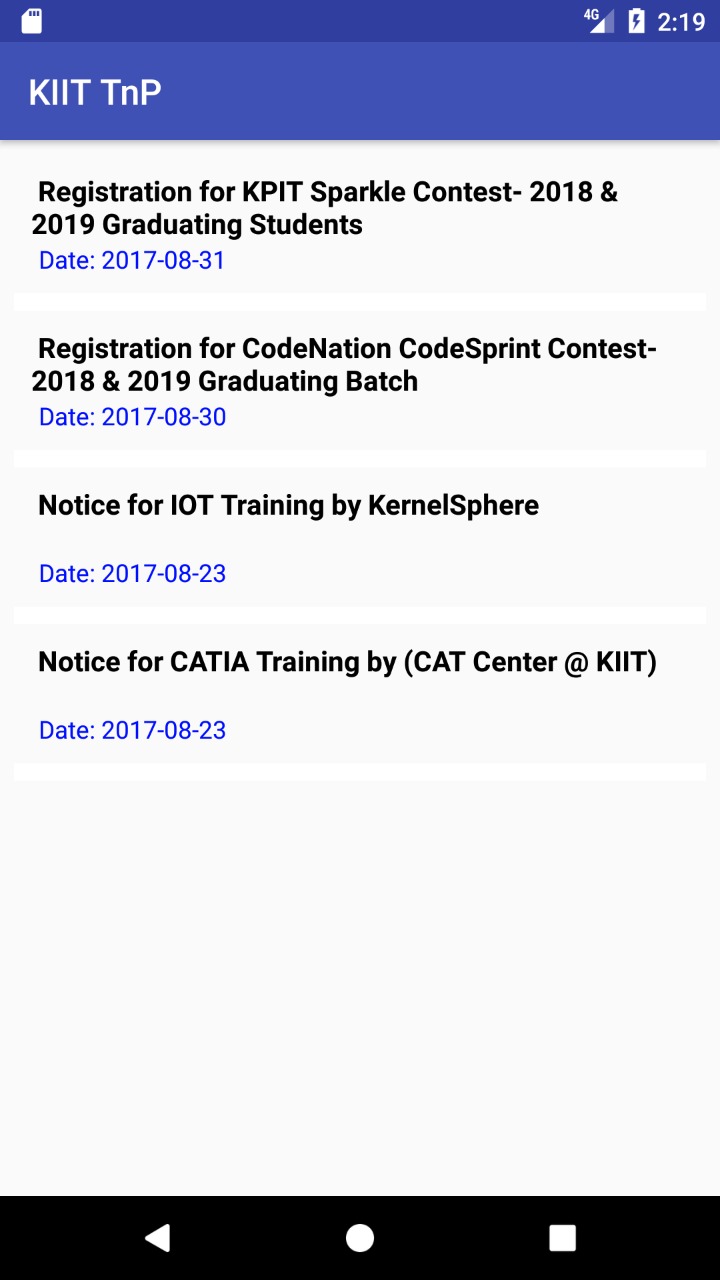 4G 2:19
KIIT TnP
Registration for KPIT Sparkle Contest- 2018 &
2019 Graduating Students
Date: 2017-08-31
Registration for CodeNation CodeSprint Contest-
2018 & 2019 Graduating Batch
Date: 2017-08-30
Notice for IOT Training by KernelSphere
Date: 2017-08-23
Notice for CATIA Training by (CAT Center @ KIIT)
Date: 2017-08-23